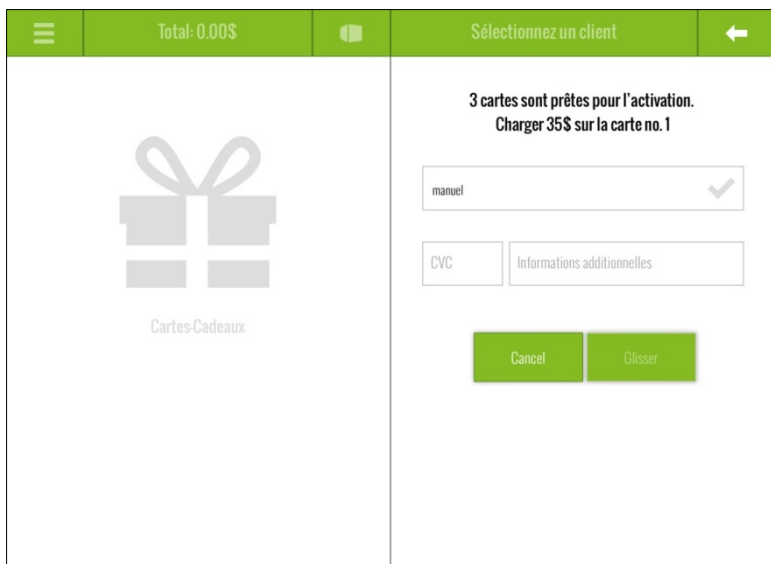 Total: 0.00$
Sélectionnez un client
3 cartes sont prêtes pour l'activation.
Charger 35$ sur la carte no. 1
manuel
CVC
Informations additionnelles
Cartes-Cadeaux
Cancel
Glisser